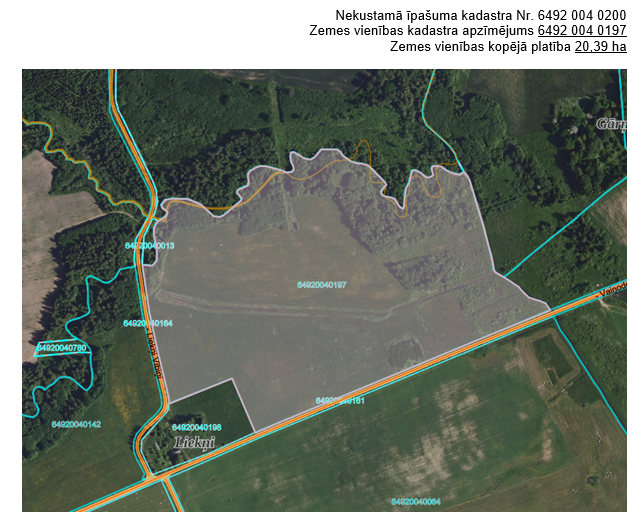 Nekustamā īpašuma kadastra Nr. 6492 004 0200
Zemes vienības kadastra apzīmējums 6492 004 0197
Zemes vienības kopējā platība 20,39 ha
64920040013
64920040197
64920040164
64920040760
64920040181
64920040142
64920040198
Liekņi
64920040064